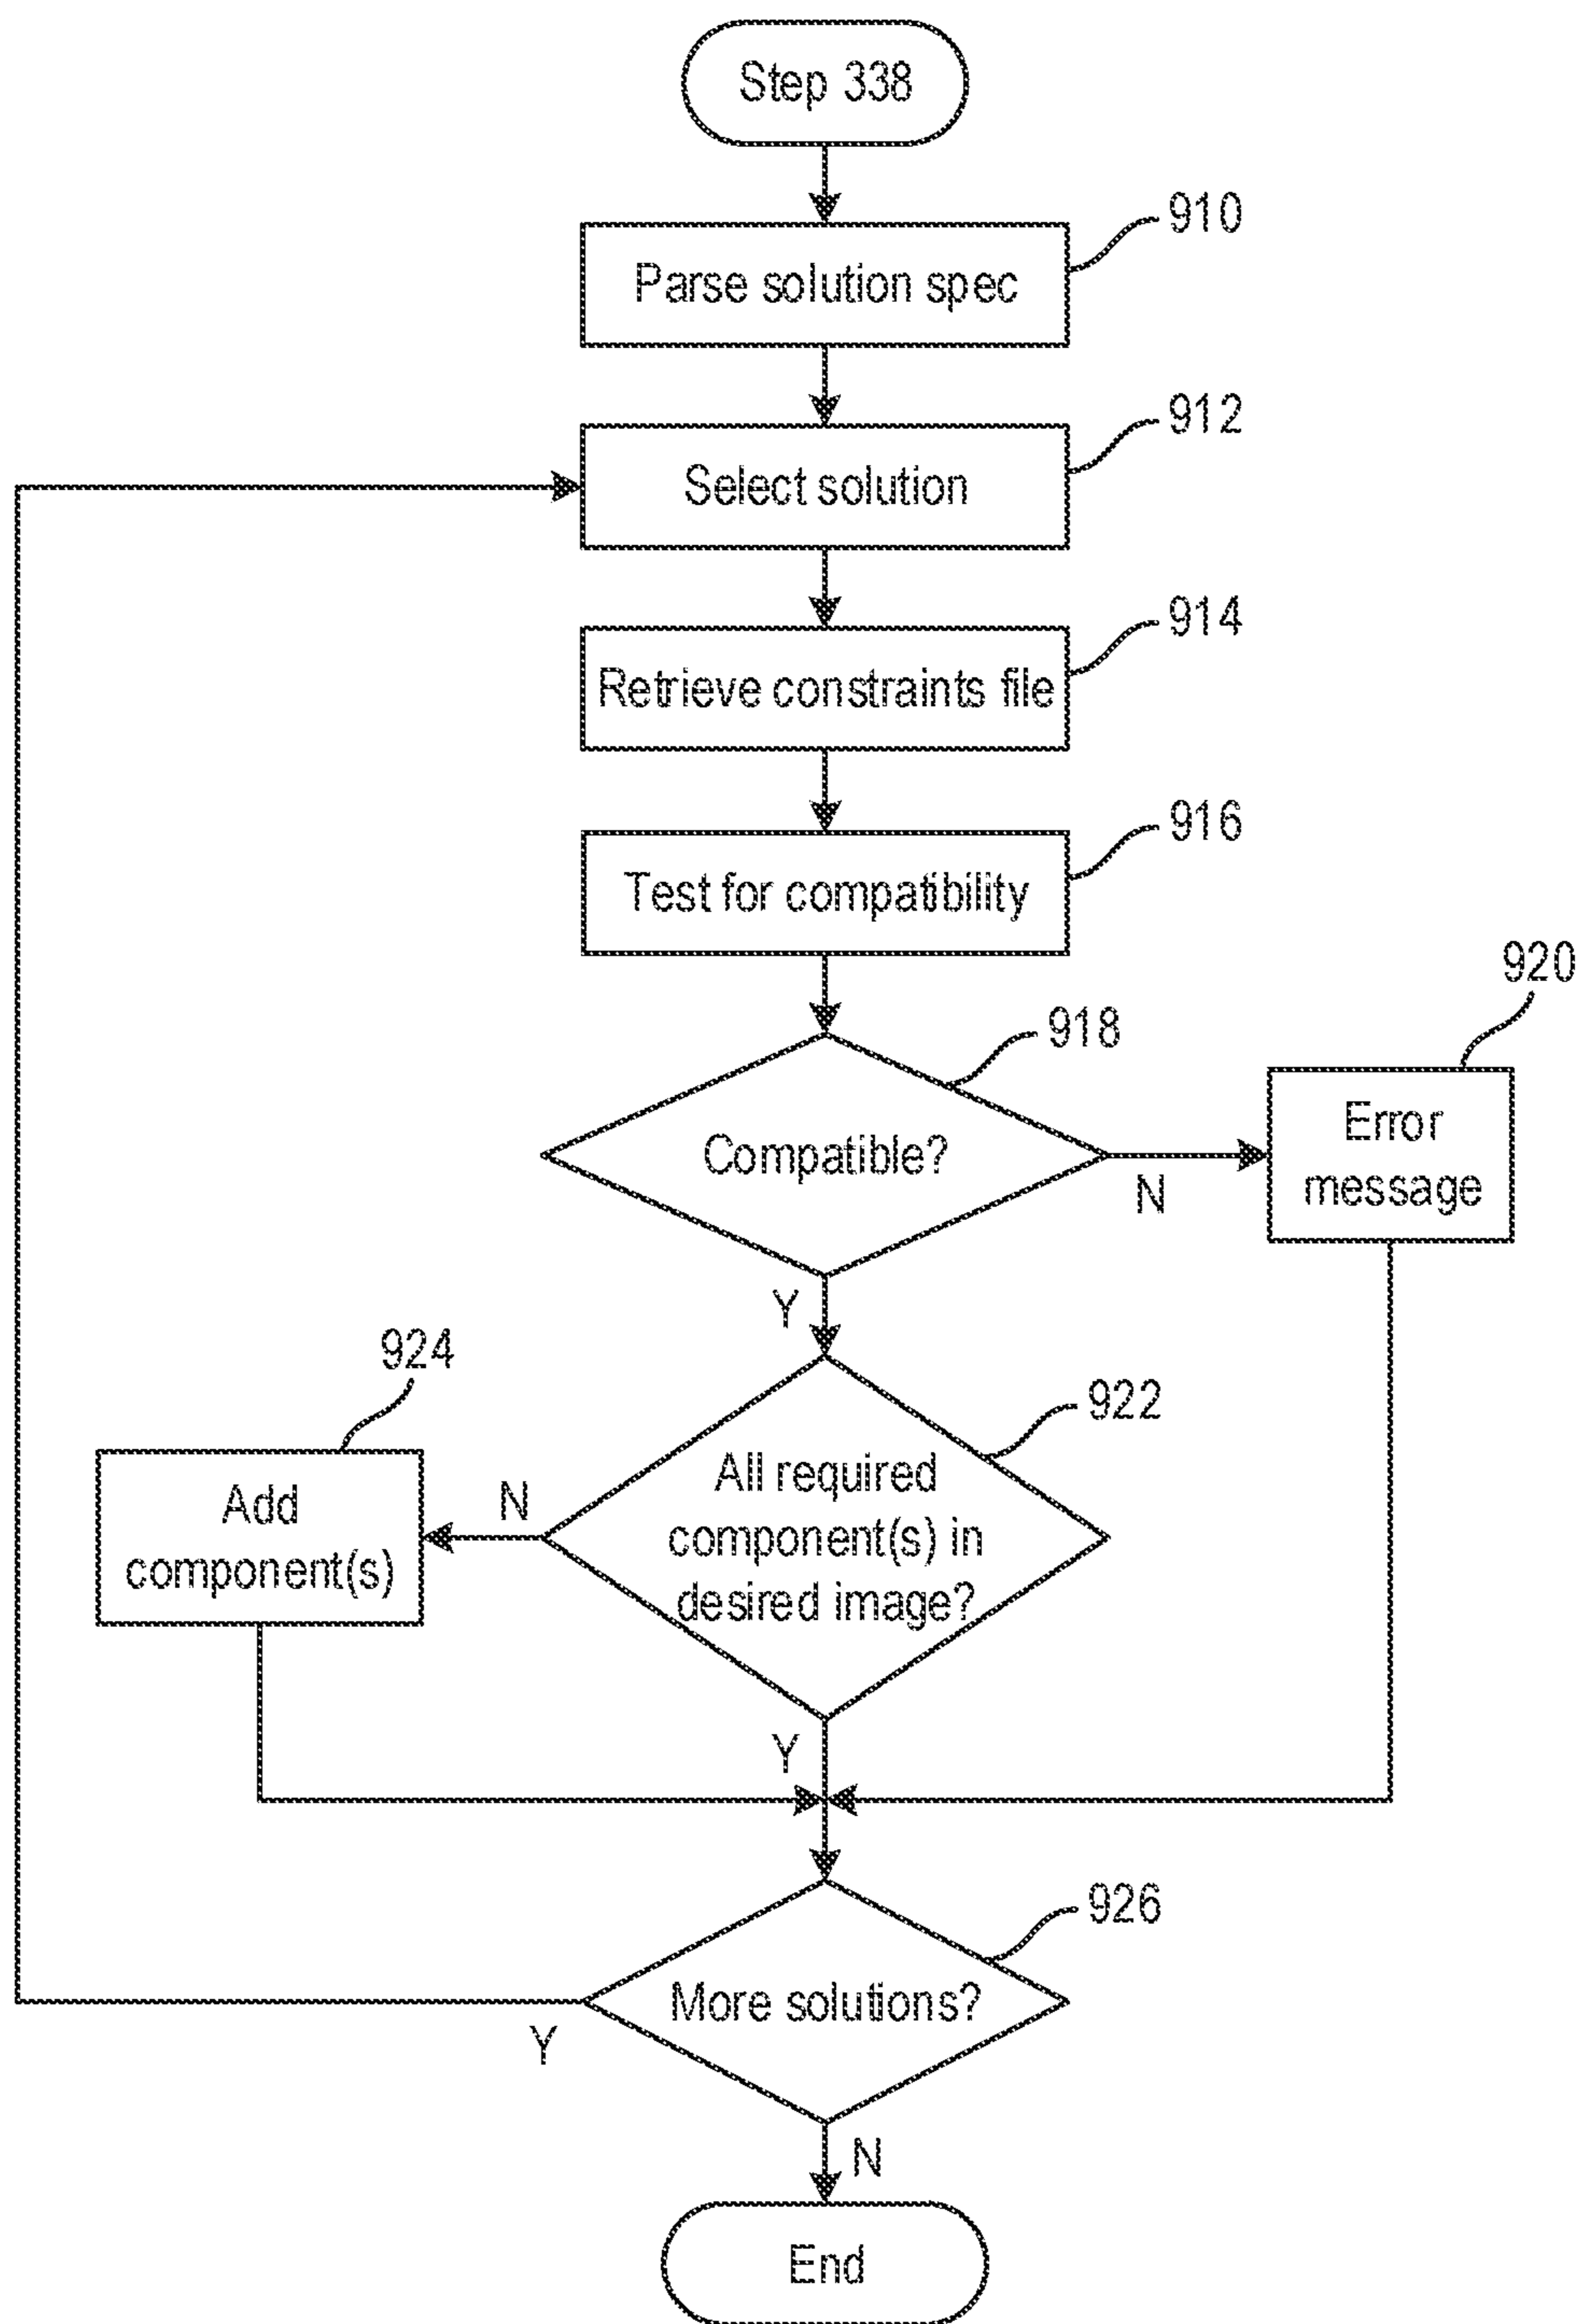 Step 338
910
Parse solution spec
912
Select solution
914
Retrieve constraints file
916
Test for compatibility
918
920
Compatible?
Error
message
N
Y
924
922
Add
component(s)
N
All required
component(s) in
desired image?
Y
926
More solutions?
Y
N
End